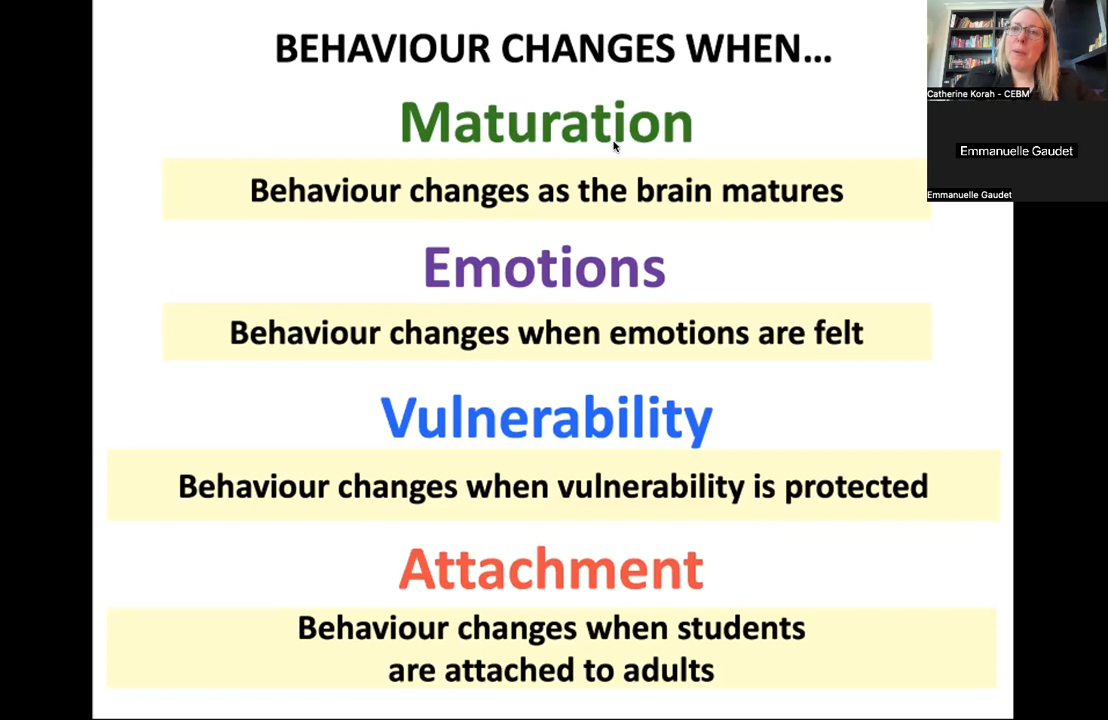 BEHAVIOUR CHANGES WHEN...
Maturation
Behaviour changes as the brain matures
Emotions
Behaviour changes when emotions are felt
Vulnerability
Behaviour changes when vulnerability is protected
Attachment
Behaviour changes when students
are attached to adults
Catherine Korah - CEBM
Emmanuelle Gaudet
Emmanuelle Gaudet